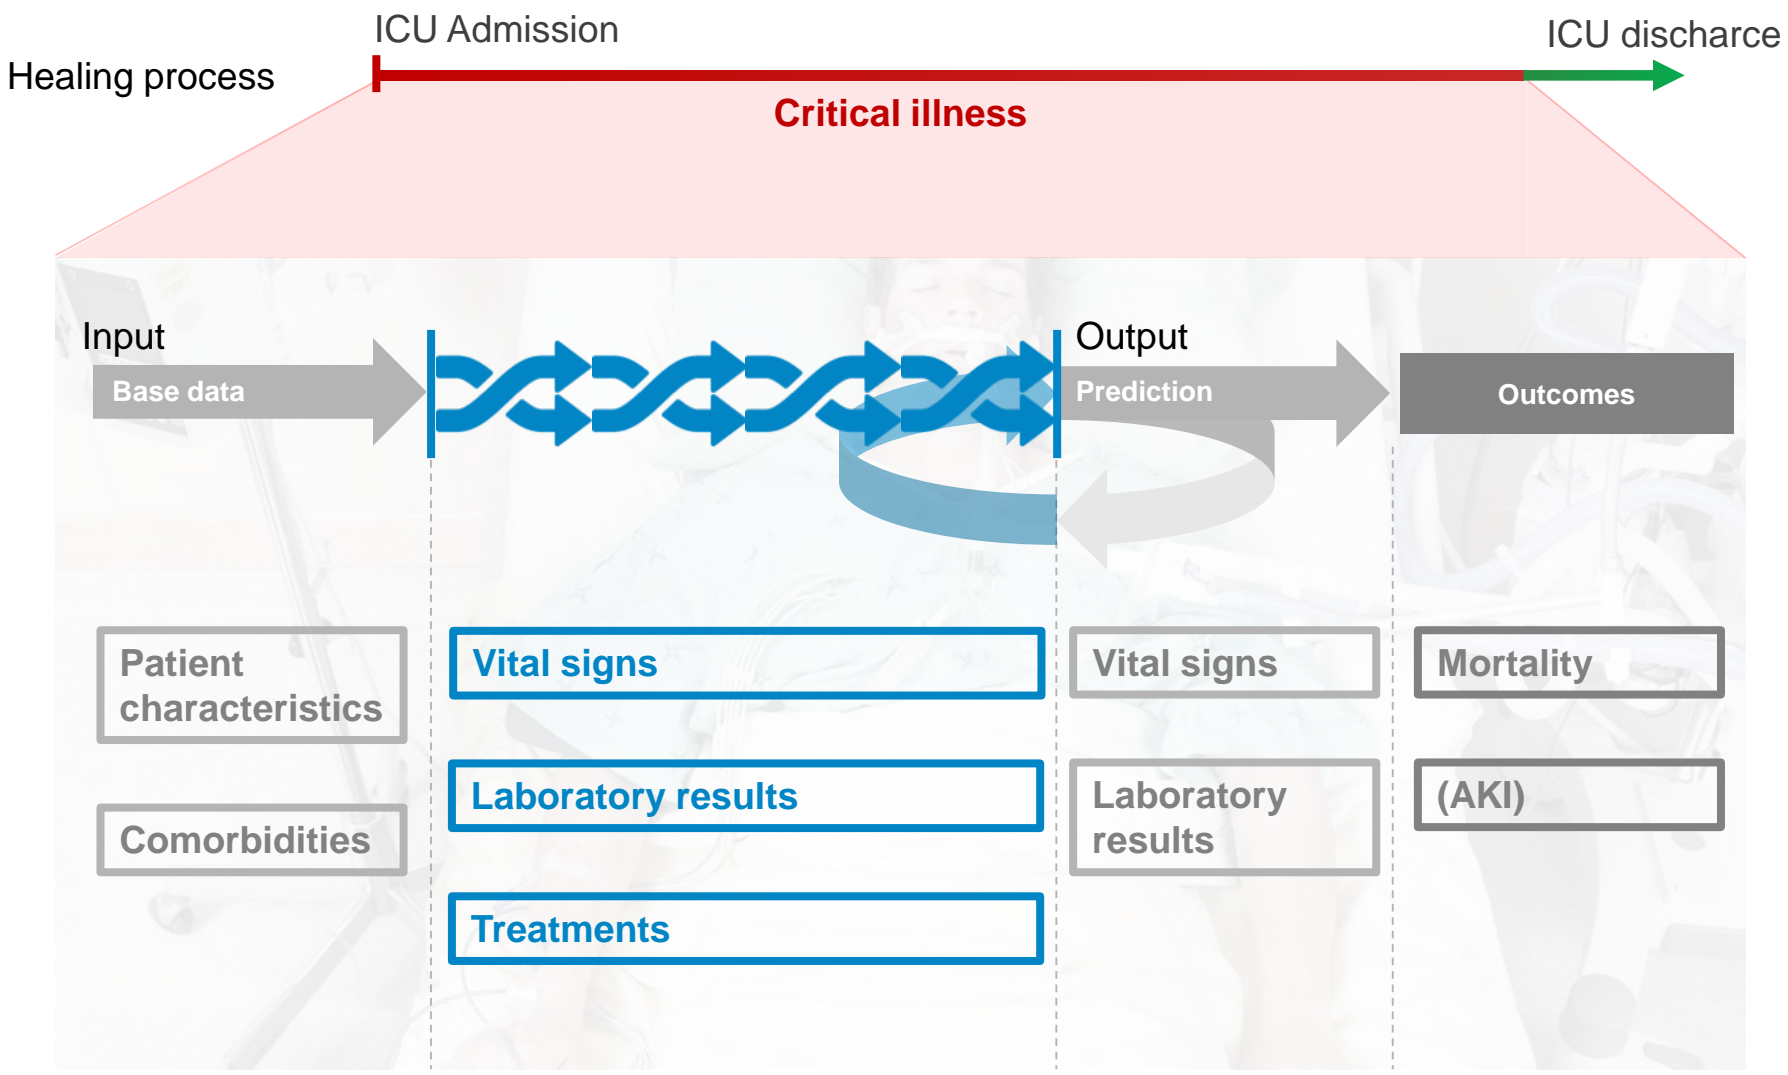 ICU Admission
ICU discharce
Healing process
Critical illness
Input
Output
Base data
Prediction
Outcomes
Patient
characteristics
Vital signs
Vital signs
Mortality
Laboratory results
Laboratory
results
(AKI)
Comorbidities
Treatments